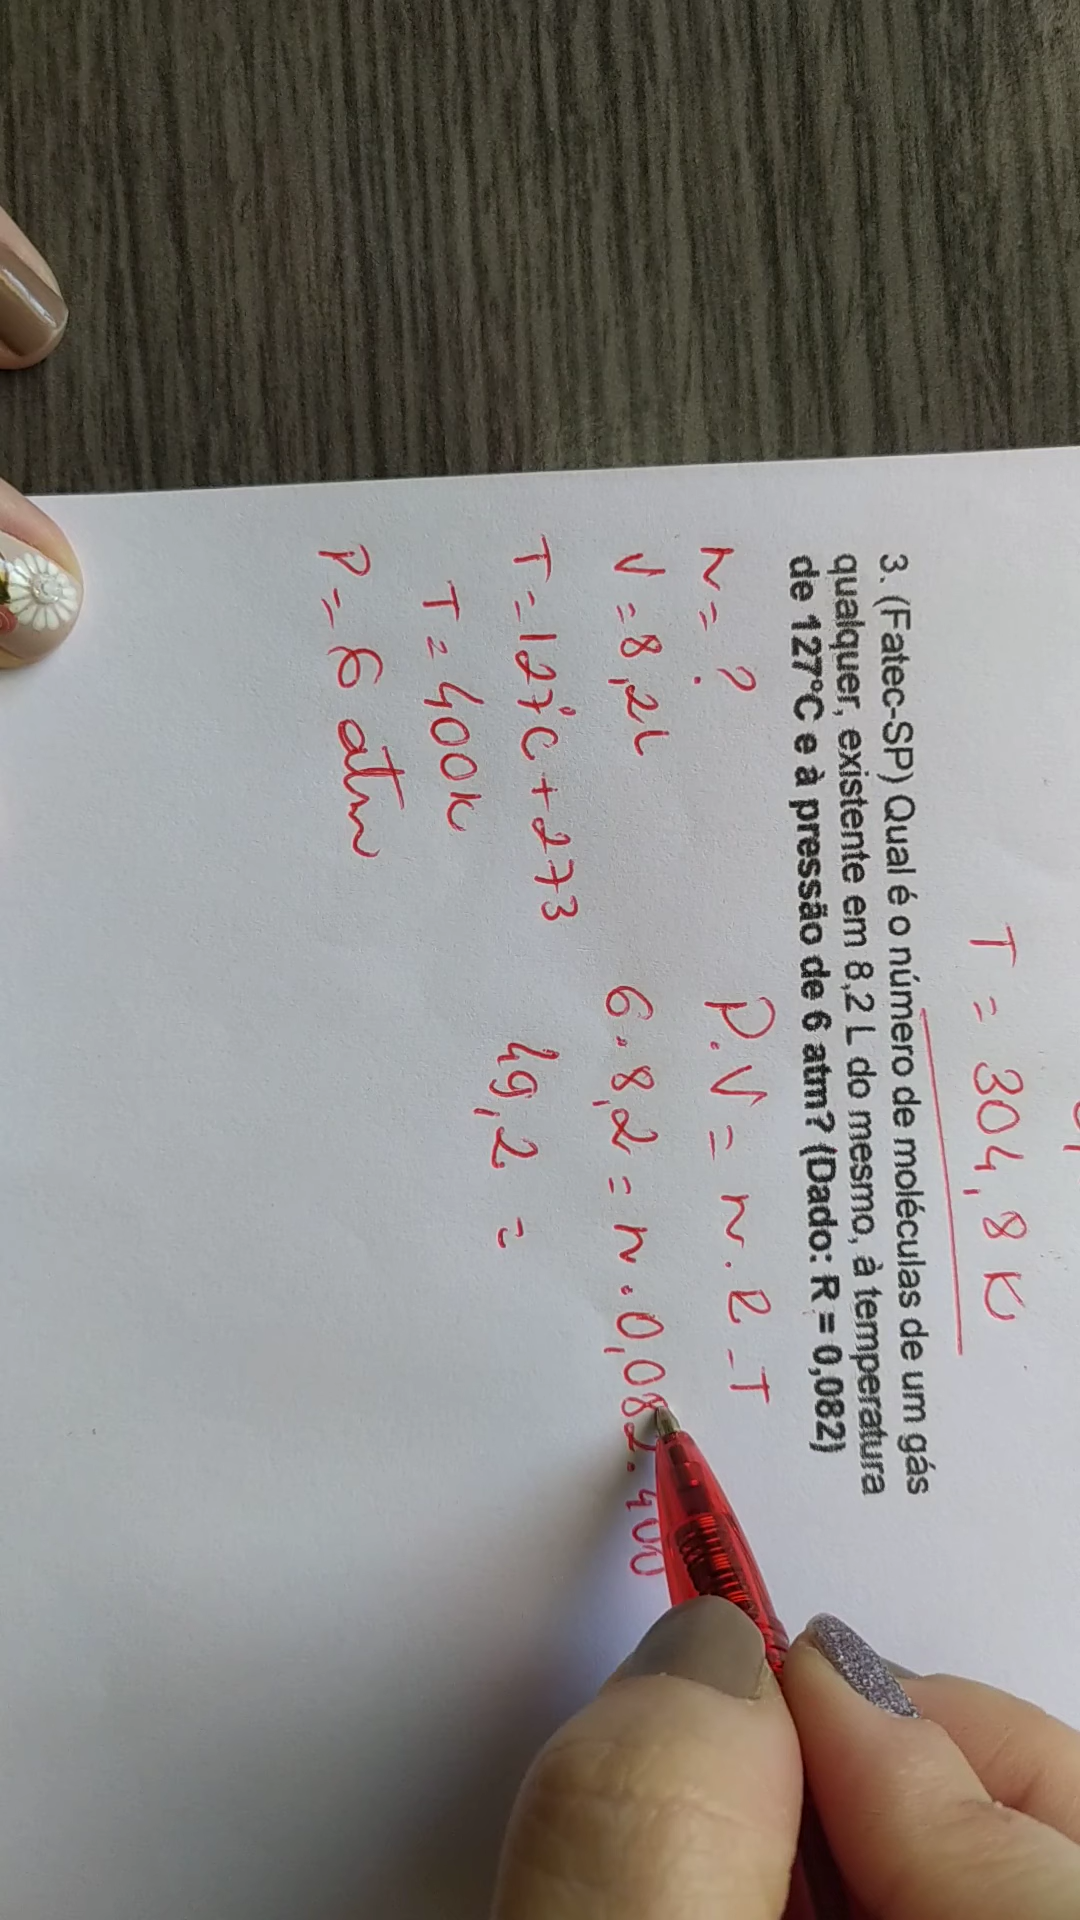 T = 304,8 K
3. (Fatec-SP) Qual é o número de moléculas de um gás
qualquer, existente em 8,2 L do mesmo, à temperatura
de 127°C e à pressão de 6 atm? (Dado: R = 0,082)
n = ?
P.V = n.R.T
V = 8,2L
6.8,2 = n.0,082.400
T = 127°C + 273
49,2 =
T = 400K
P = 6 atm